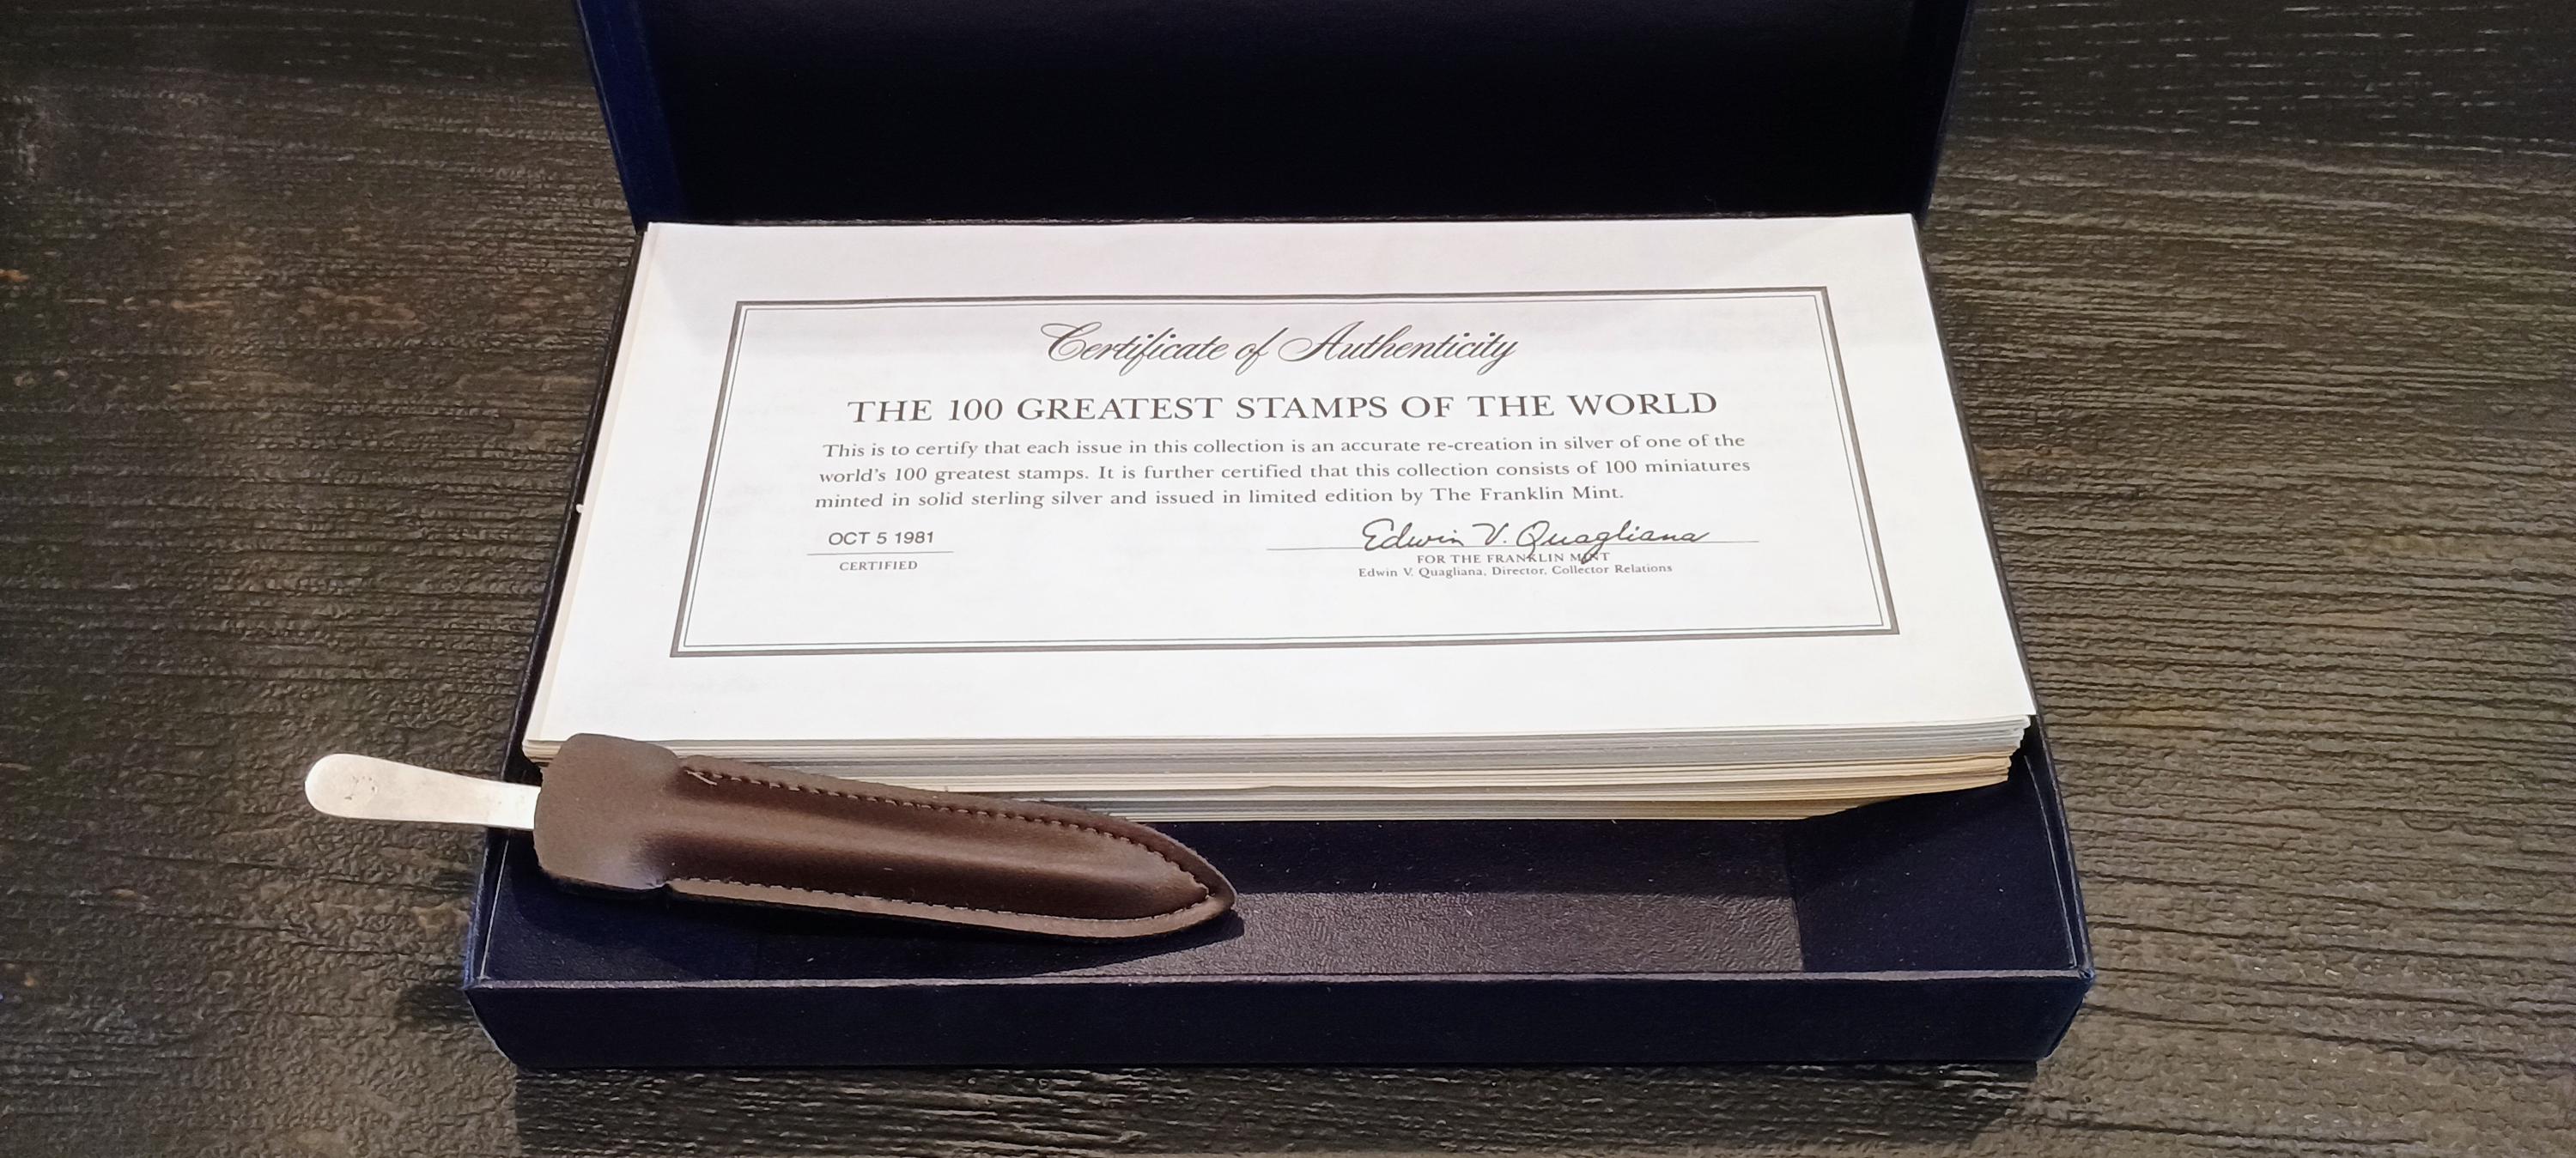 Certificate of Authenticity
THE 100 GREATEST STAMPS OF THE WORLD
This is to certify that each issue in this collection is an accurate re-creation in silver of one of the
world's 100 greatest stamps. It is further certified that this collection consists of 100 miniatures
minted in solid sterling silver and issued in limited edition by The Franklin Mint.
OCT 5 1981
CERTIFIED
Edwin V. Quagliana
FOR THE FRANKLIN MINT
Edwin V. Quagliana, Director, Collector Relations